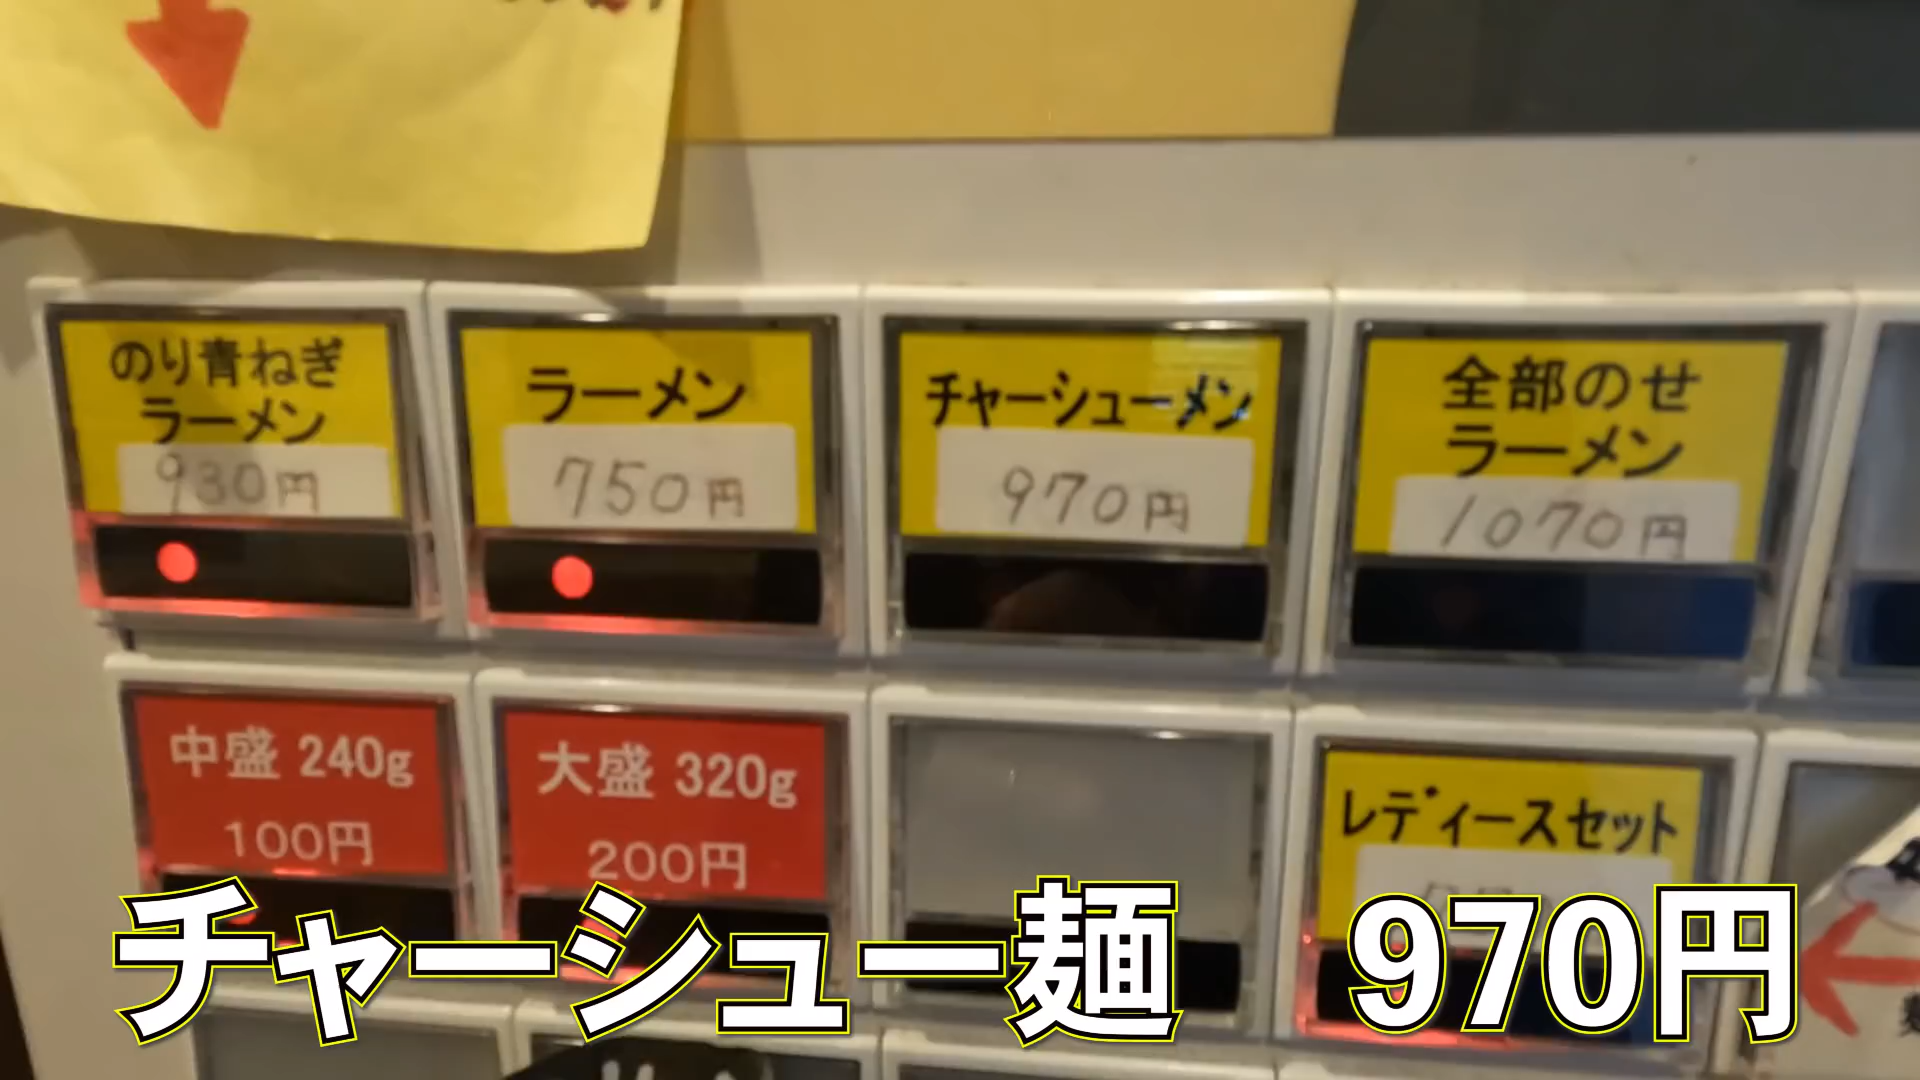 のり青ねぎ
ラーメン
930円
ラーメン
750円
チャーシューメン
970円
全部のせ
ラーメン
1070円
中盛 240g
100円
大盛 320g
200円
レディースセット
チャーシュー麺 970円